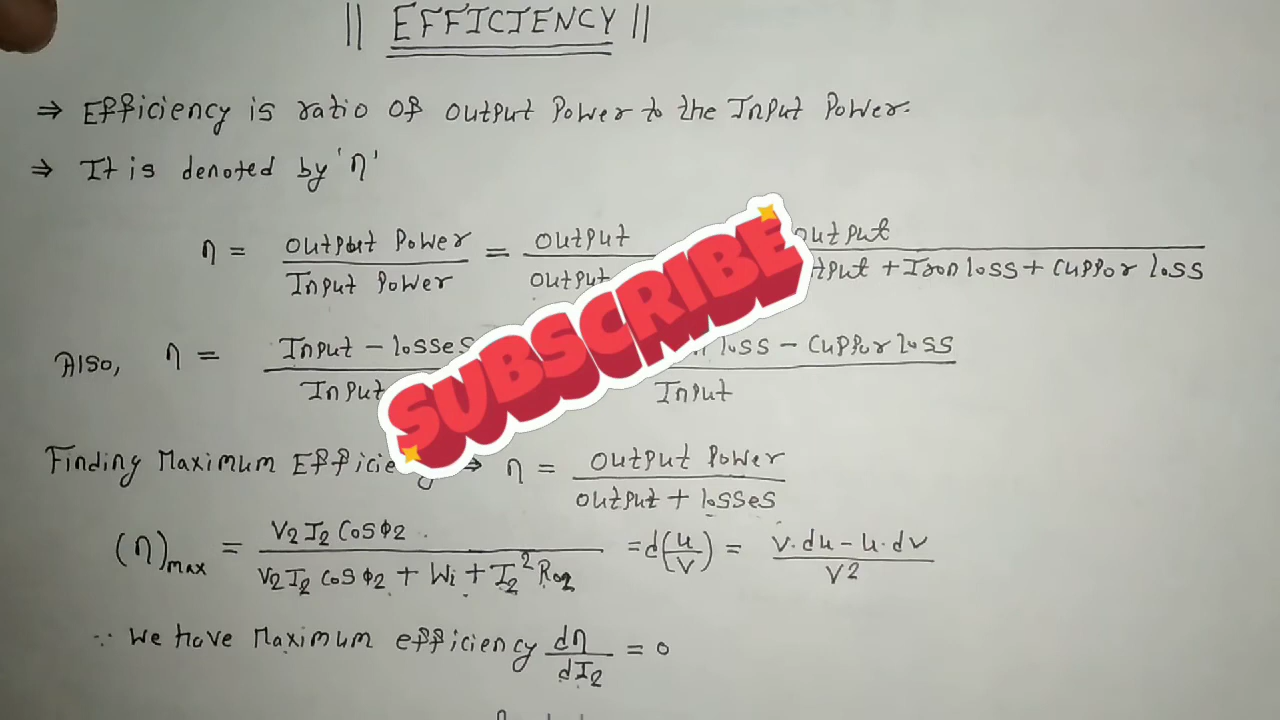 || EFFICIENCY ||
⇒ Efficiency is ratio of output Power to the Input Power.
⇒ It is denoted by 'η'
η = Output Power / Input Power = output / output output / + Iron loss + Cuppor loss
Also, η = Input - losses / Input loss - Cuppor loss / Input
SUBSCRIBE
Finding Maximum ⇒ η = output Power / output + losses
(η)max = V2 I2 Cos Φ2 / V2 I2 Cos Φ2 + Wi + I2² R02 = d(u/v) = v.du - u.dv / v2
∵ We have Maximum efficiency dη/dI2 = 0